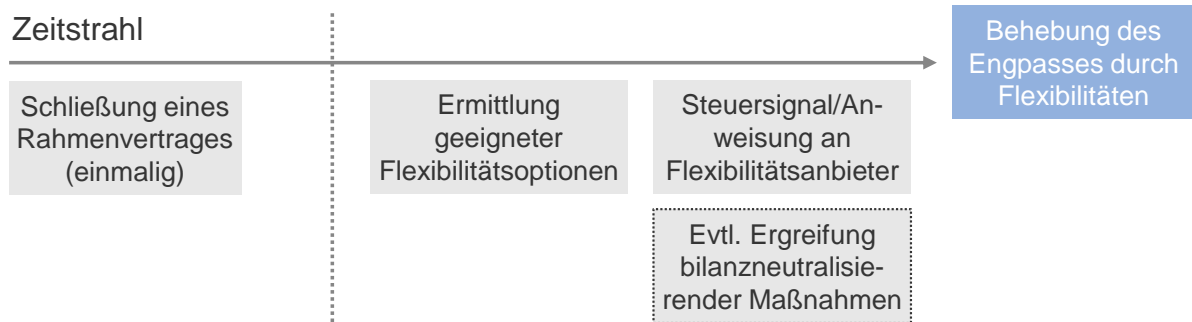 Zeitstrahl
Schließung eines
Rahmenvertrages
(einmalig)
Ermittlung
geeigneter
Flexibilitätsoptionen
Steuersignal/An-
weisung an
Flexibilitätsanbieter
Evtl. Ergreifung
bilanzneutralisie-
render Maßnahmen
Behebung des
Engpasses durch
Flexibilitäten